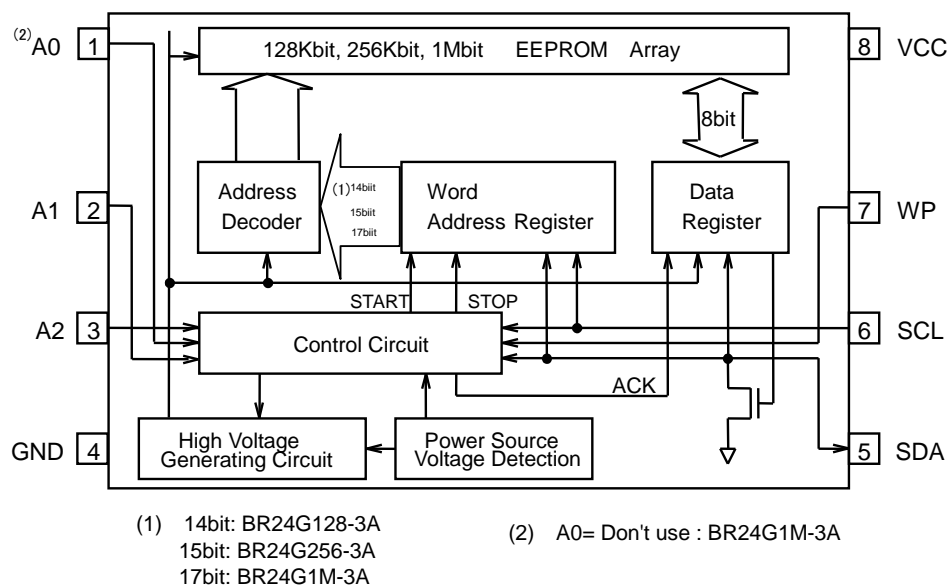 (2)A0
1
128Kbit, 256Kbit, 1Mbit EEPROM Array
8
VCC
8bit
A1
2
Address
Decoder
(1)14biit
15biit
17biit
Word
Address Register
Data
Register
7
WP
START
STOP
A2
3
Control Circuit
6
SCL
ACK
GND
4
High Voltage
Generating Circuit
Power Source
Voltage Detection
5
SDA
(1) 14bit: BR24G128-3A
15bit: BR24G256-3A
17bit: BR24G1M-3A
(2) A0= Don't use : BR24G1M-3A